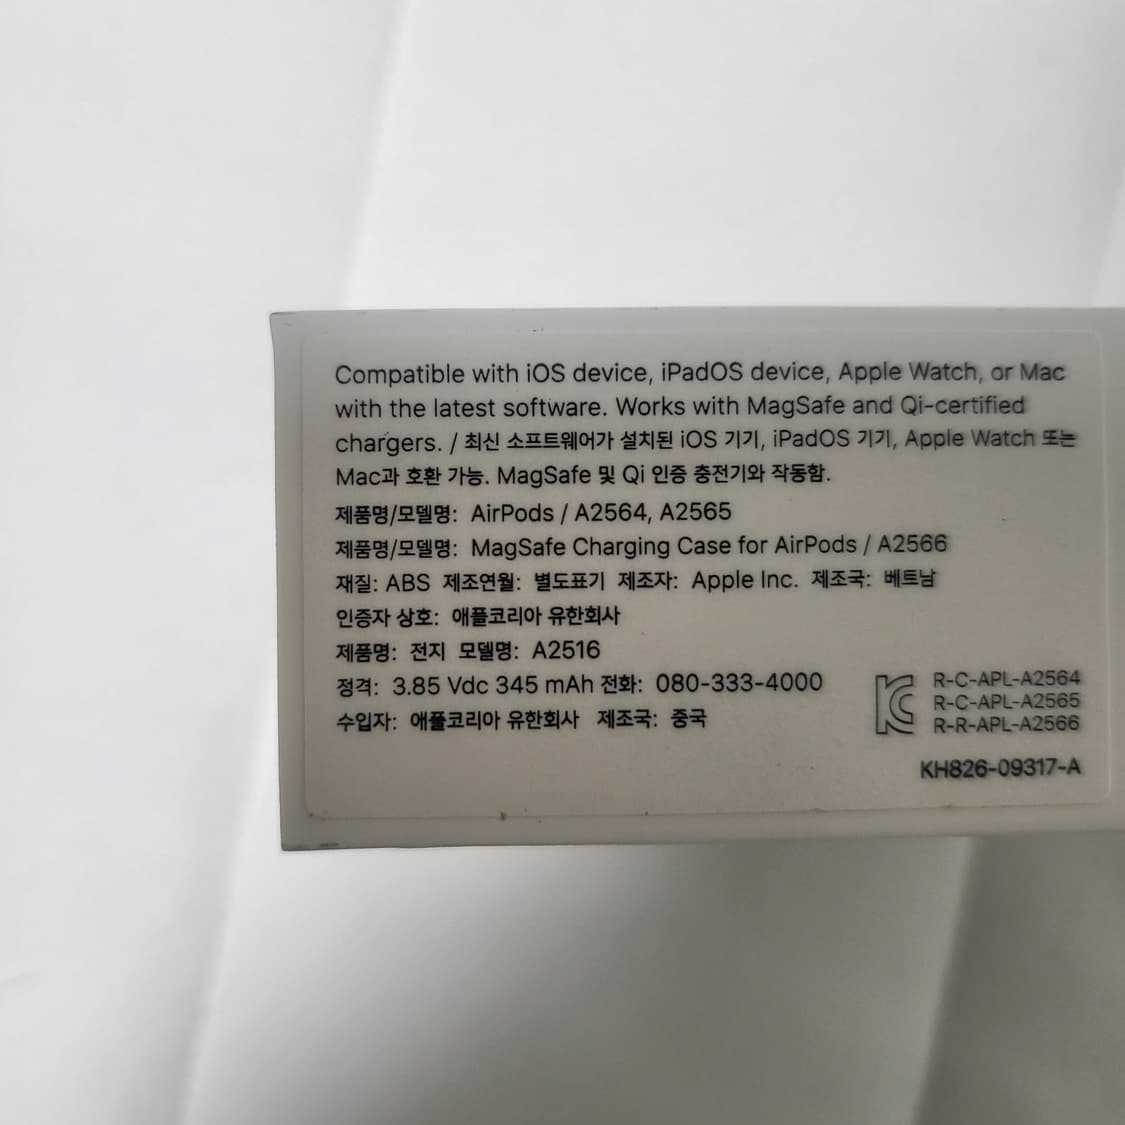 Compatible with iOS device, iPadOS device, Apple Watch, or Mac
with the latest software. Works with MagSafe and Qi-certified
chargers. / 최신 소프트웨어가 설치된 iOS 기기, iPadOS 기기, Apple Watch 또는
Mac과 호환 가능. MagSafe 및 Qi 인증 충전기와 작동함.
제품명/모델명: AirPods / A2564, A2565
제품명/모델명: MagSafe Charging Case for AirPods / A2566
재질: ABS 제조연월: 별도표기 제조자: Apple Inc. 제조국: 베트남
인증자 상호: 애플코리아 유한회사
제품명: 전지 모델명: A2516
정격: 3.85 Vdc 345 mAh 전화: 080-333-4000
수입자: 애플코리아 유한회사 제조국: 중국
R-C-APL-A2564
R-C-APL-A2565
R-R-APL-A2566
KH826-09317-A